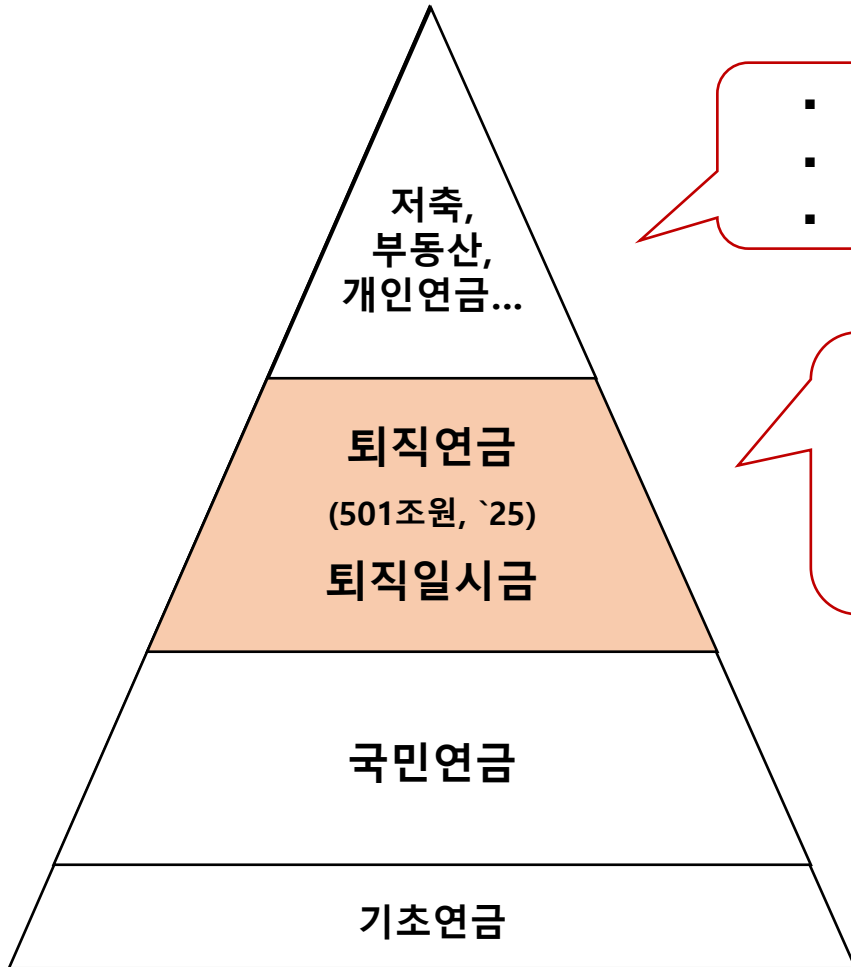 저축,
부동산,
개인연금...
퇴직연금
(501조원, `25)
퇴직일시금
국민연금
기초연금